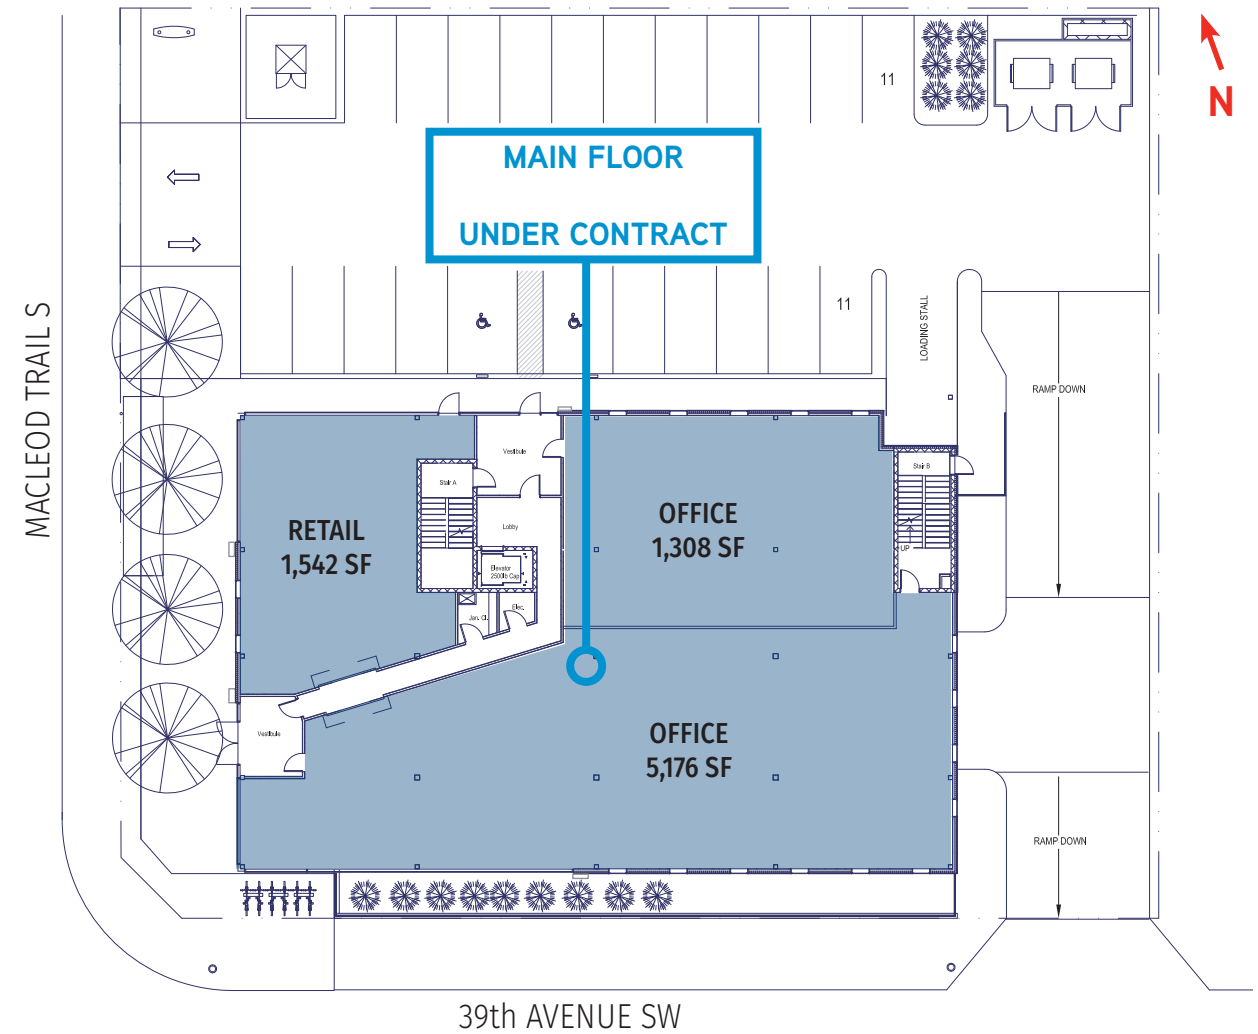 11
N
MAIN FLOOR
UNDER CONTRACT
11
LOADING STALL
MACLEOD TRAIL S
RAMP DOWN
Vestibule
Stair A
Stair B
RETAIL
1,542 SF
Lobby
OFFICE
1,308 SF
UP
Elevator
2500lb Cap
Elec.
Jan. Cl.
Vestibule
OFFICE
5,176 SF
RAMP DOWN
39th AVENUE SW